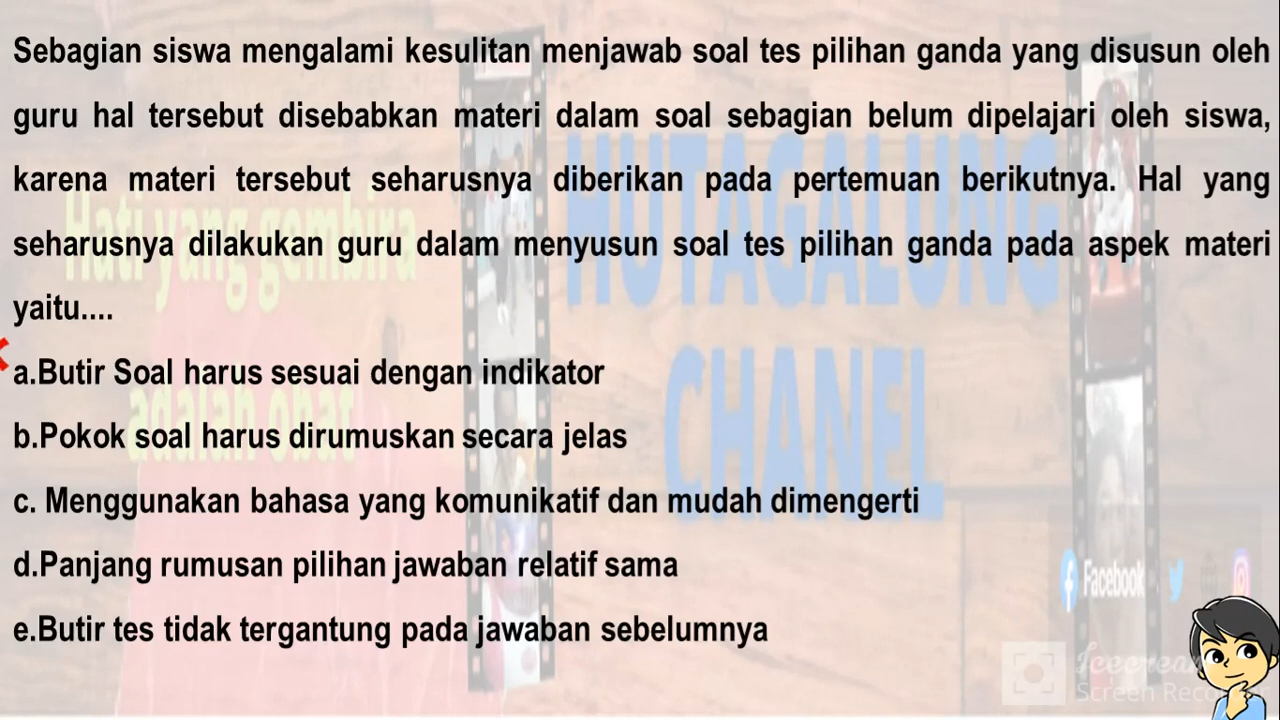 Sebagian siswa mengalami kesulitan menjawab soal tes pilihan ganda yang disusun oleh
guru hal tersebut disebabkan materi dalam soal sebagian belum dipelajari oleh siswa,
karena materi tersebut seharusnya diberikan pada pertemuan berikutnya. Hal yang
seharusnya dilakukan guru dalam menyusun soal tes pilihan ganda pada aspek materi
yaitu....
a.Butir Soal harus sesuai dengan indikator
b.Pokok soal harus dirumuskan secara jelas
c. Menggunakan bahasa yang komunikatif dan mudah dimengerti
d.Panjang rumusan pilihan jawaban relatif sama
e.Butir tes tidak tergantung pada jawaban sebelumnya
Hati yang gembira
adalah obat
HUTAGALUNG
CHANEL
Facebook
Icecream
Screen